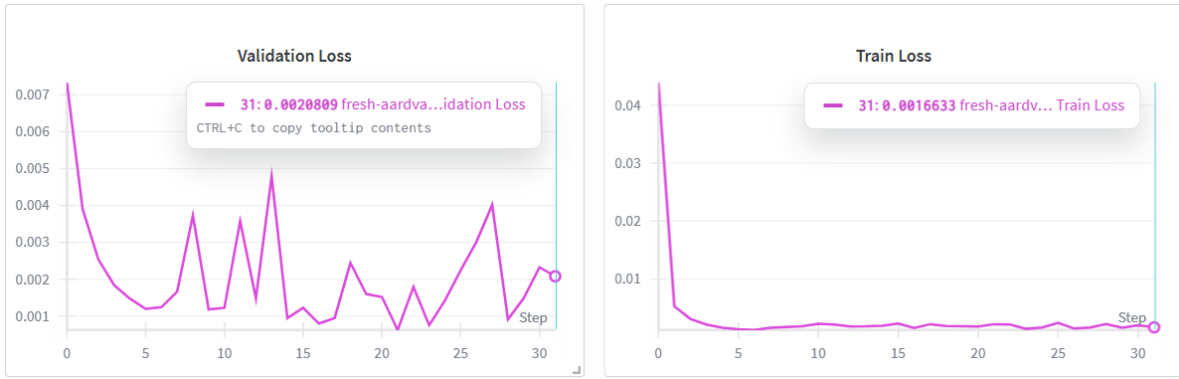 Validation Loss
31: 0.0020809 fresh-aardva...idation Loss
CTRL+C to copy tooltip contents
0.007
0.006
0.005
0.004
0.003
0.002
0.001
Step
0 5 10 15 20 25 30
Train Loss
31: 0.0016633 fresh-aardv... Train Loss
0.04
0.03
0.02
0.01
Step
0 5 10 15 20 25 30